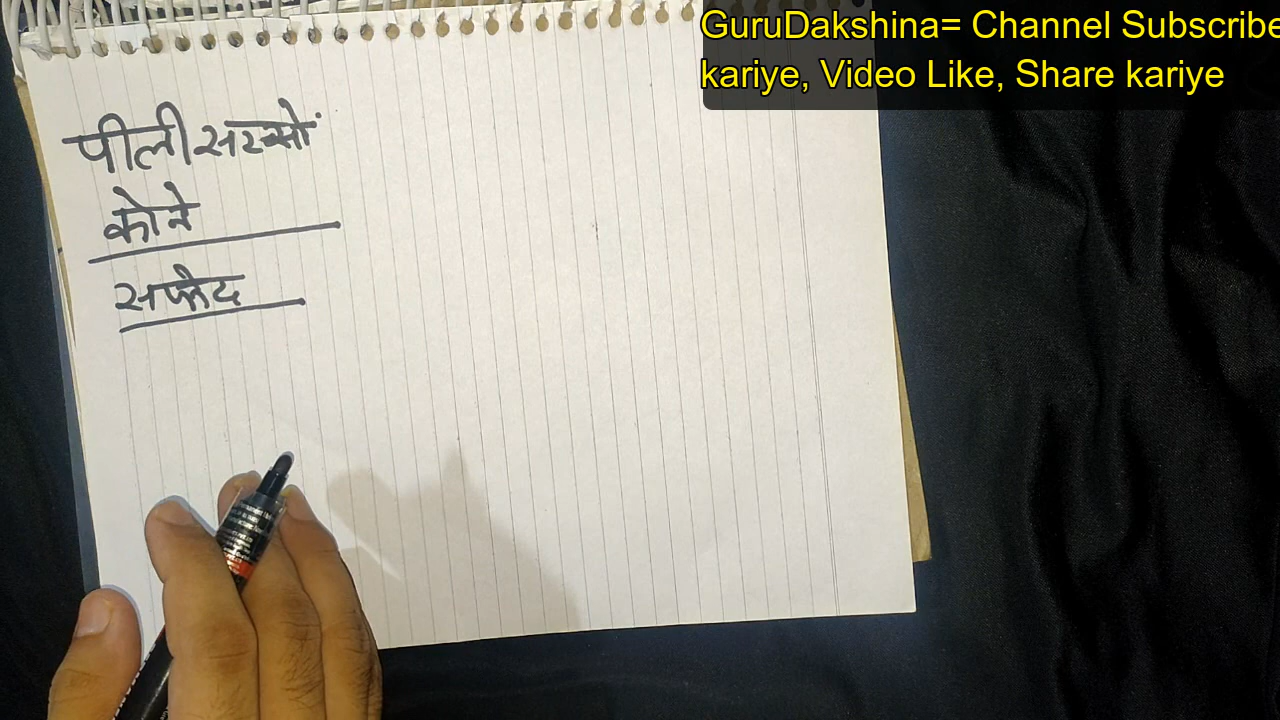 GuruDakshina= Channel Subscribe
kariye, Video Like, Share kariye
पीली सरसों
कोने
सफेद